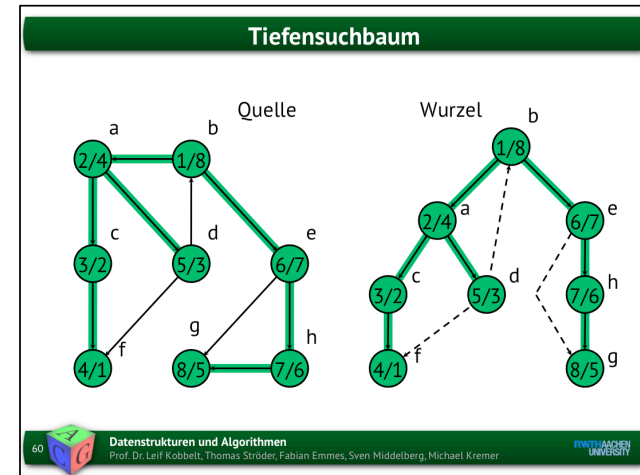 Tiefensuchbaum
Quelle
a
b
2/4
1/8
c
d
e
3/2
5/3
6/7
g
h
f
4/1
8/5
7/6
Wurzel
b
1/8
a
e
2/4
6/7
c
d
h
3/2
5/3
7/6
f
g
4/1
8/5
60
A
C
G
Datenstrukturen und Algorithmen
Prof. Dr. Leif Kobbelt, Thomas Ströder, Fabian Emmes, Sven Middelberg, Michael Kremer
RWTHAACHEN
UNIVERSITY